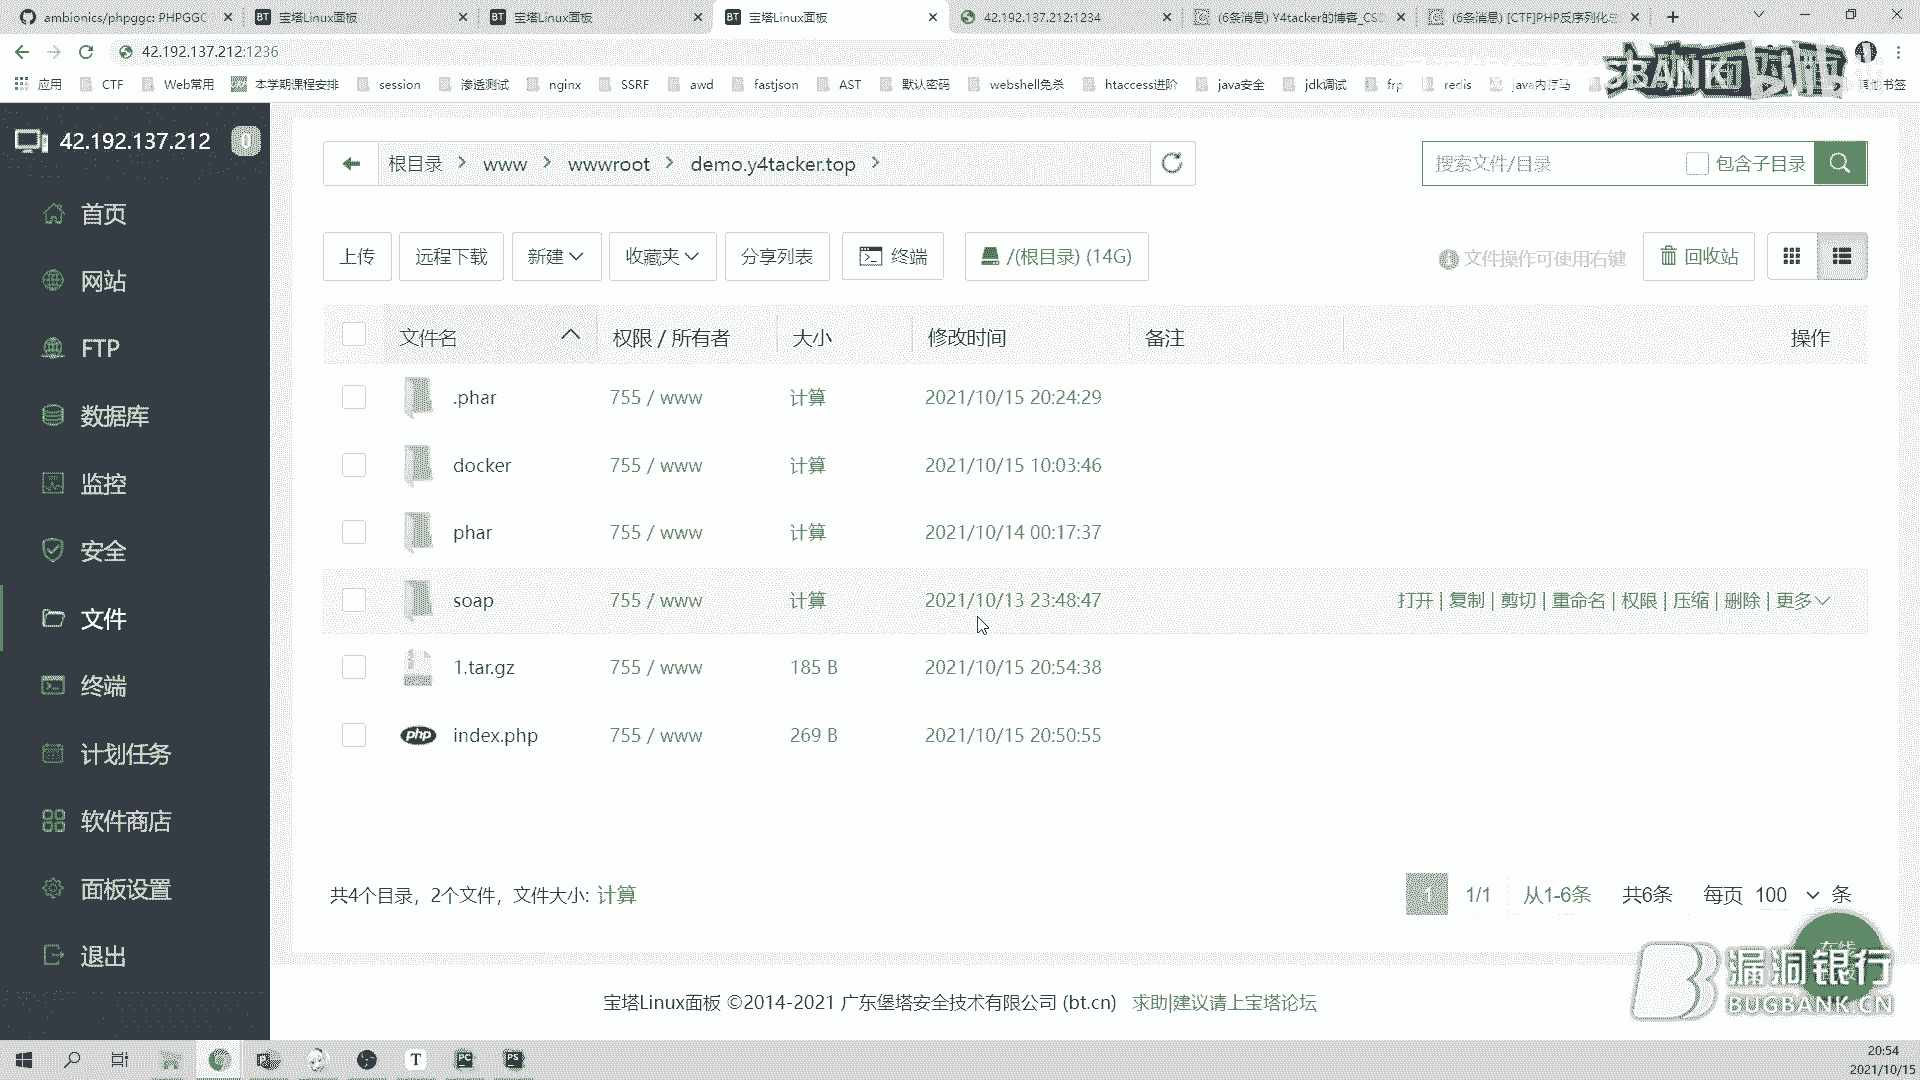 ambionics/phpggc: PHPGGC
宝塔Linux面板
宝塔Linux面板
宝塔Linux面板
42.192.137.212:1234
(6条消息) Y4tacker的博客_CS
(6条消息) [CTF]PHP反序列化
42.192.137.212:1236
应用
CTF
Web常用
本学期课程安排
session
渗透测试
nginx
SSRF
awd
fastjson
AST
默认密码
webshell免杀
htaccess进阶
java安全
jdk调试
frp
redis
java内存马
42.192.137.212
0
首页
网站
FTP
数据库
监控
安全
文件
终端
计划任务
软件商店
面板设置
退出
根目录 > www > wwwroot > demo.y4tacker.top >
搜索文件/目录
包含子目录
上传
远程下载
新建
收藏夹
分享列表
终端
/(根目录) (14G)
文件操作可使用右键
回收站
文件名 权限 / 所有者 大小 修改时间 备注 操作
.phar 755 / www 计算 2021/10/15 20:24:29
docker 755 / www 计算 2021/10/15 10:03:46
phar 755 / www 计算 2021/10/14 00:17:37
soap 755 / www 计算 2021/10/13 23:48:47 打开 | 复制 | 剪切 | 重命名 | 权限 | 压缩 | 删除 | 更多
1.tar.gz 755 / www 185 B 2021/10/15 20:54:38
php index.php 755 / www 269 B 2021/10/15 20:50:55
共4个目录，2个文件，文件大小: 计算
1 1/1 从1-6条 共6条 每页 100 条
在线
漏洞银行
BUGBANK.CN
宝塔Linux面板 ©2014-2021 广东堡塔安全技术有限公司 (bt.cn) 求助|建议请上宝塔论坛
20:54
2021/10/15